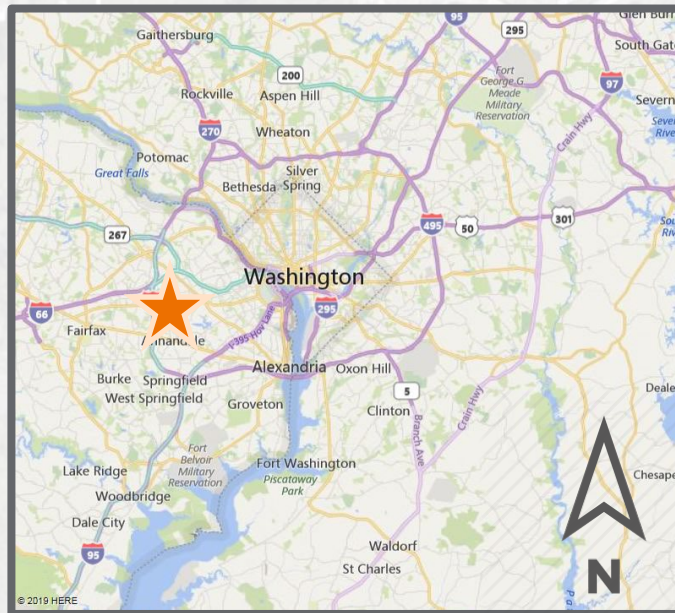 95
Glen Burn
Gaithersburg
295
South Gate
200
Fort
George G
Meade
Military
Reservation
97
Rockville
Aspen Hill
Severn
Crain Hwy
270
Wheaton
Potomac
Great Falls
Silver
Spring
Bethesda
495
50
301
267
Washington
66
295
Fairfax
Annandale
I-395 Hov Lane
Alexandria
Oxon Hill
Burke
Springfield
West Springfield
5
Groveton
Clinton
Crain Hwy
Branch Ave
Deale
Fort
Belvoir
Military
Reservation
Lake Ridge
Fort Washington
Piscataway
Park
Chesape
Woodbridge
Dale City
95
Waldorf
St Charles
N
© 2019 HERE